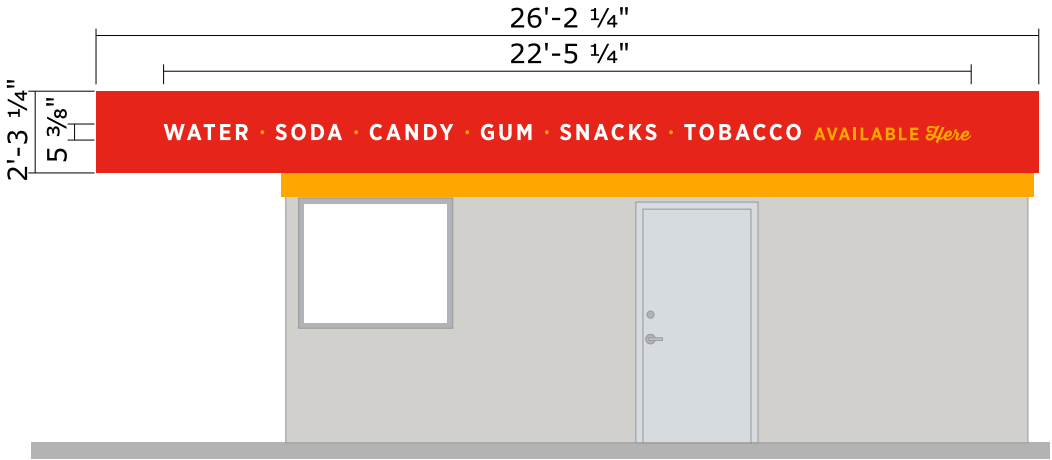 26'-2 ¼"
22'-5 ¼"
2'-3 ¼"
5 ⅜"
WATER · SODA · CANDY · GUM · SNACKS · TOBACCO AVAILABLE Here